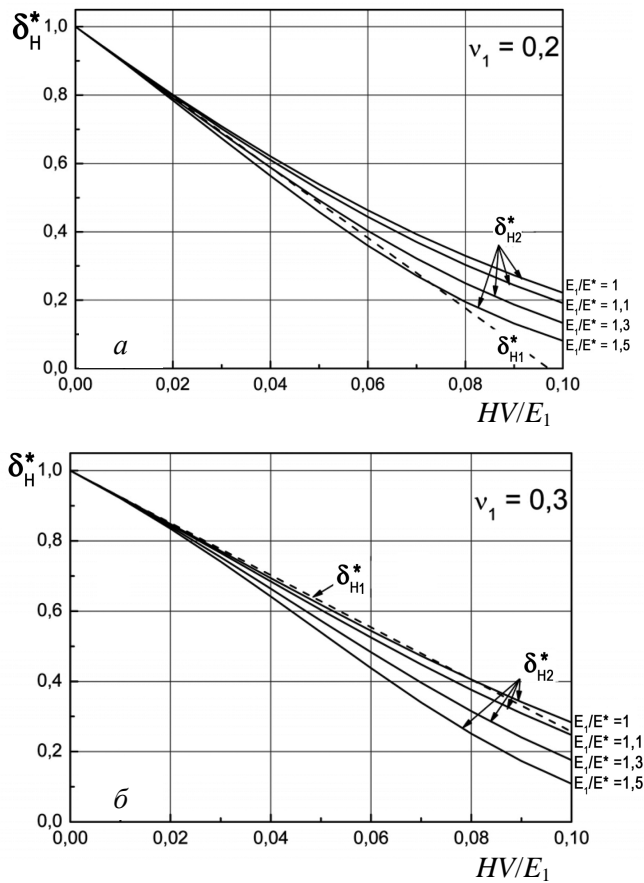 δ*H
1,0
ν1 = 0,2
0,8
0,6
0,4
δ*H2
E1/E* = 1
E1/E* = 1,1
0,2
E1/E* = 1,3
E1/E* = 1,5
δ*H1
0,0
а
0,00 0,02 0,04 0,06 0,08 0,10
HV/E1
δ*H
1,0
ν1 = 0,3
0,8
δ*H1
0,6
δ*H2
0,4
E1/E* =1
E1/E* =1,1
0,2
E1/E* =1,3
E1/E* =1,5
б
0,0
0,00 0,02 0,04 0,06 0,08 0,10
HV/E1